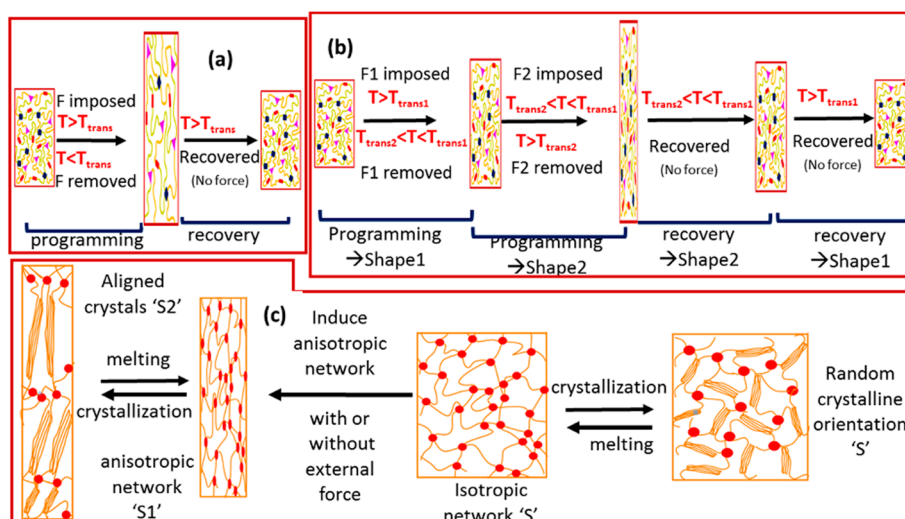 (a)
F imposed
T>Ttrans
T<Ttrans
F removed
T>Ttrans
Recovered
(No force)
programming
recovery
(b)
F1 imposed
T>Ttrans1
Ttrans2<T<Ttrans1
F1 removed
F2 imposed
Ttrans2<T<Ttrans1
T>Ttrans2
F2 removed
Ttrans2<T<Ttrans1
Recovered
(No force)
T>Ttrans1
Recovered
(No force)
Programming
→Shape1
Programming
→Shape2
recovery
→Shape2
recovery
→Shape1
(c)
Aligned
crystals ‘S2’
melting
crystallization
anisotropic
network
‘S1’
Induce
anisotropic
network
with or
without
external
force
Isotropic
network ‘S’
crystallization
melting
Random
crystalline
orientation
‘S’